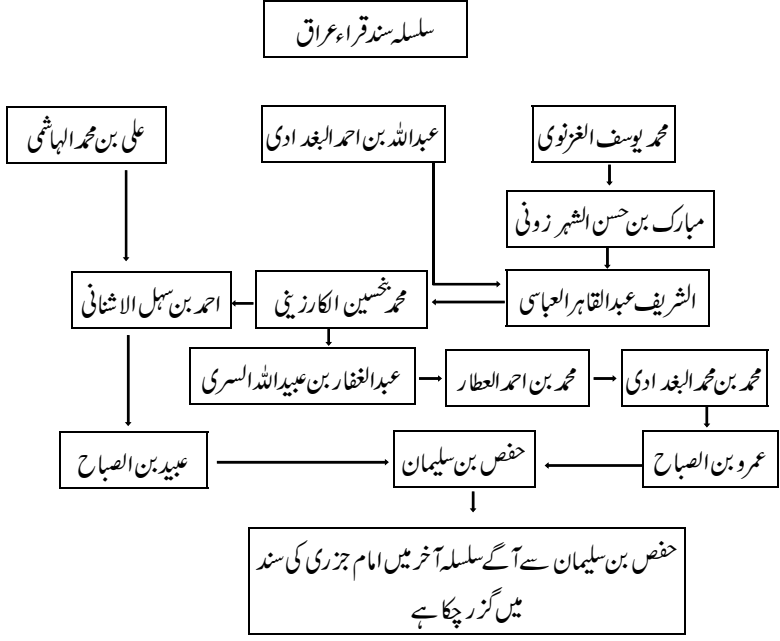 سلسلہ سند قراء عراق
محمد یوسف الغزنوی
عبداللہ بن احمد البغدادی
علی بن محمد الہاشمی
مبارک بن حسن الشہر زونی
الشریف عبدالقاہر العباسی
محمد بنحسین الکارزینی
احمد بن سہل الاشنانی
عبدالغفار بن عبیداللہ السری
محمد بن احمد العطار
محمد بن محمد البغدادی
عمرو بن الصباح
حفص بن سلیمان
عبید بن الصباح
حفص بن سلیمان سے آگے سلسلہ آخر میں امام جزری کی سند
میں گزر چکا ہے